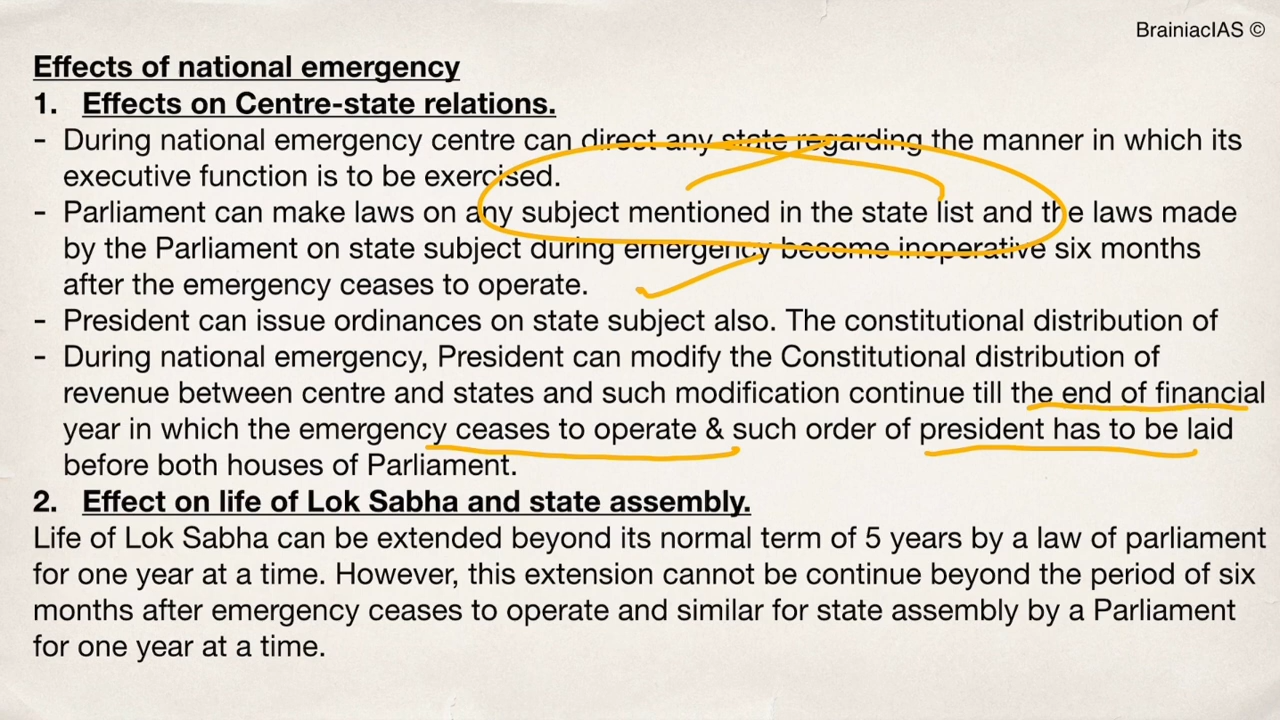 BrainiacIAS ©
Effects of national emergency
1. Effects on Centre-state relations.
- During national emergency centre can direct any state regarding the manner in which its
executive function is to be exercised.
- Parliament can make laws on any subject mentioned in the state list and the laws made
by the Parliament on state subject during emergency become inoperative six months
after the emergency ceases to operate.
- President can issue ordinances on state subject also. The constitutional distribution of
- During national emergency, President can modify the Constitutional distribution of
revenue between centre and states and such modification continue till the end of financial
year in which the emergency ceases to operate & such order of president has to be laid
before both houses of Parliament.
2. Effect on life of Lok Sabha and state assembly.
Life of Lok Sabha can be extended beyond its normal term of 5 years by a law of parliament
for one year at a time. However, this extension cannot be continue beyond the period of six
months after emergency ceases to operate and similar for state assembly by a Parliament
for one year at a time.